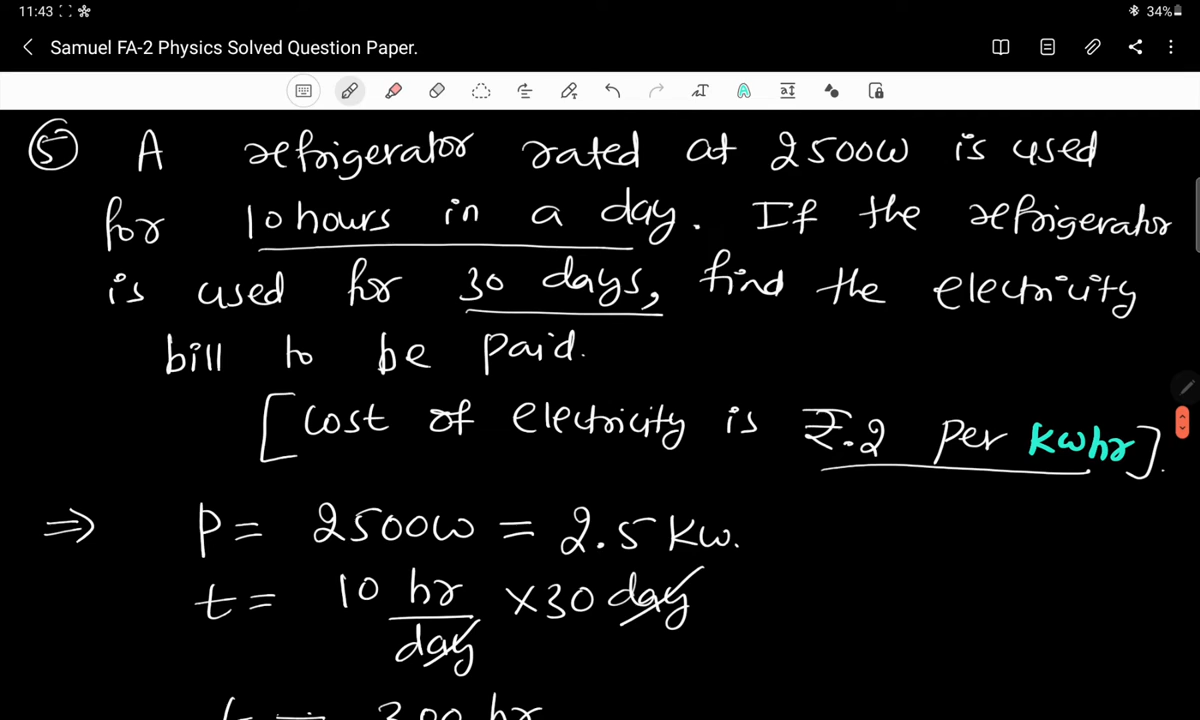 11:43
34%
Samuel FA-2 Physics Solved Question Paper.
5 A refrigerator rated at 2500W is used
for 10 hours in a day. If the refrigerator
is used for 30 days, find the electricity
bill to be paid.
[Cost of electricity is ₹.2 per kwhr].
⇒ P = 2500W = 2.5 KW.
t = 10 hr/day × 30 day
t = 300 hr